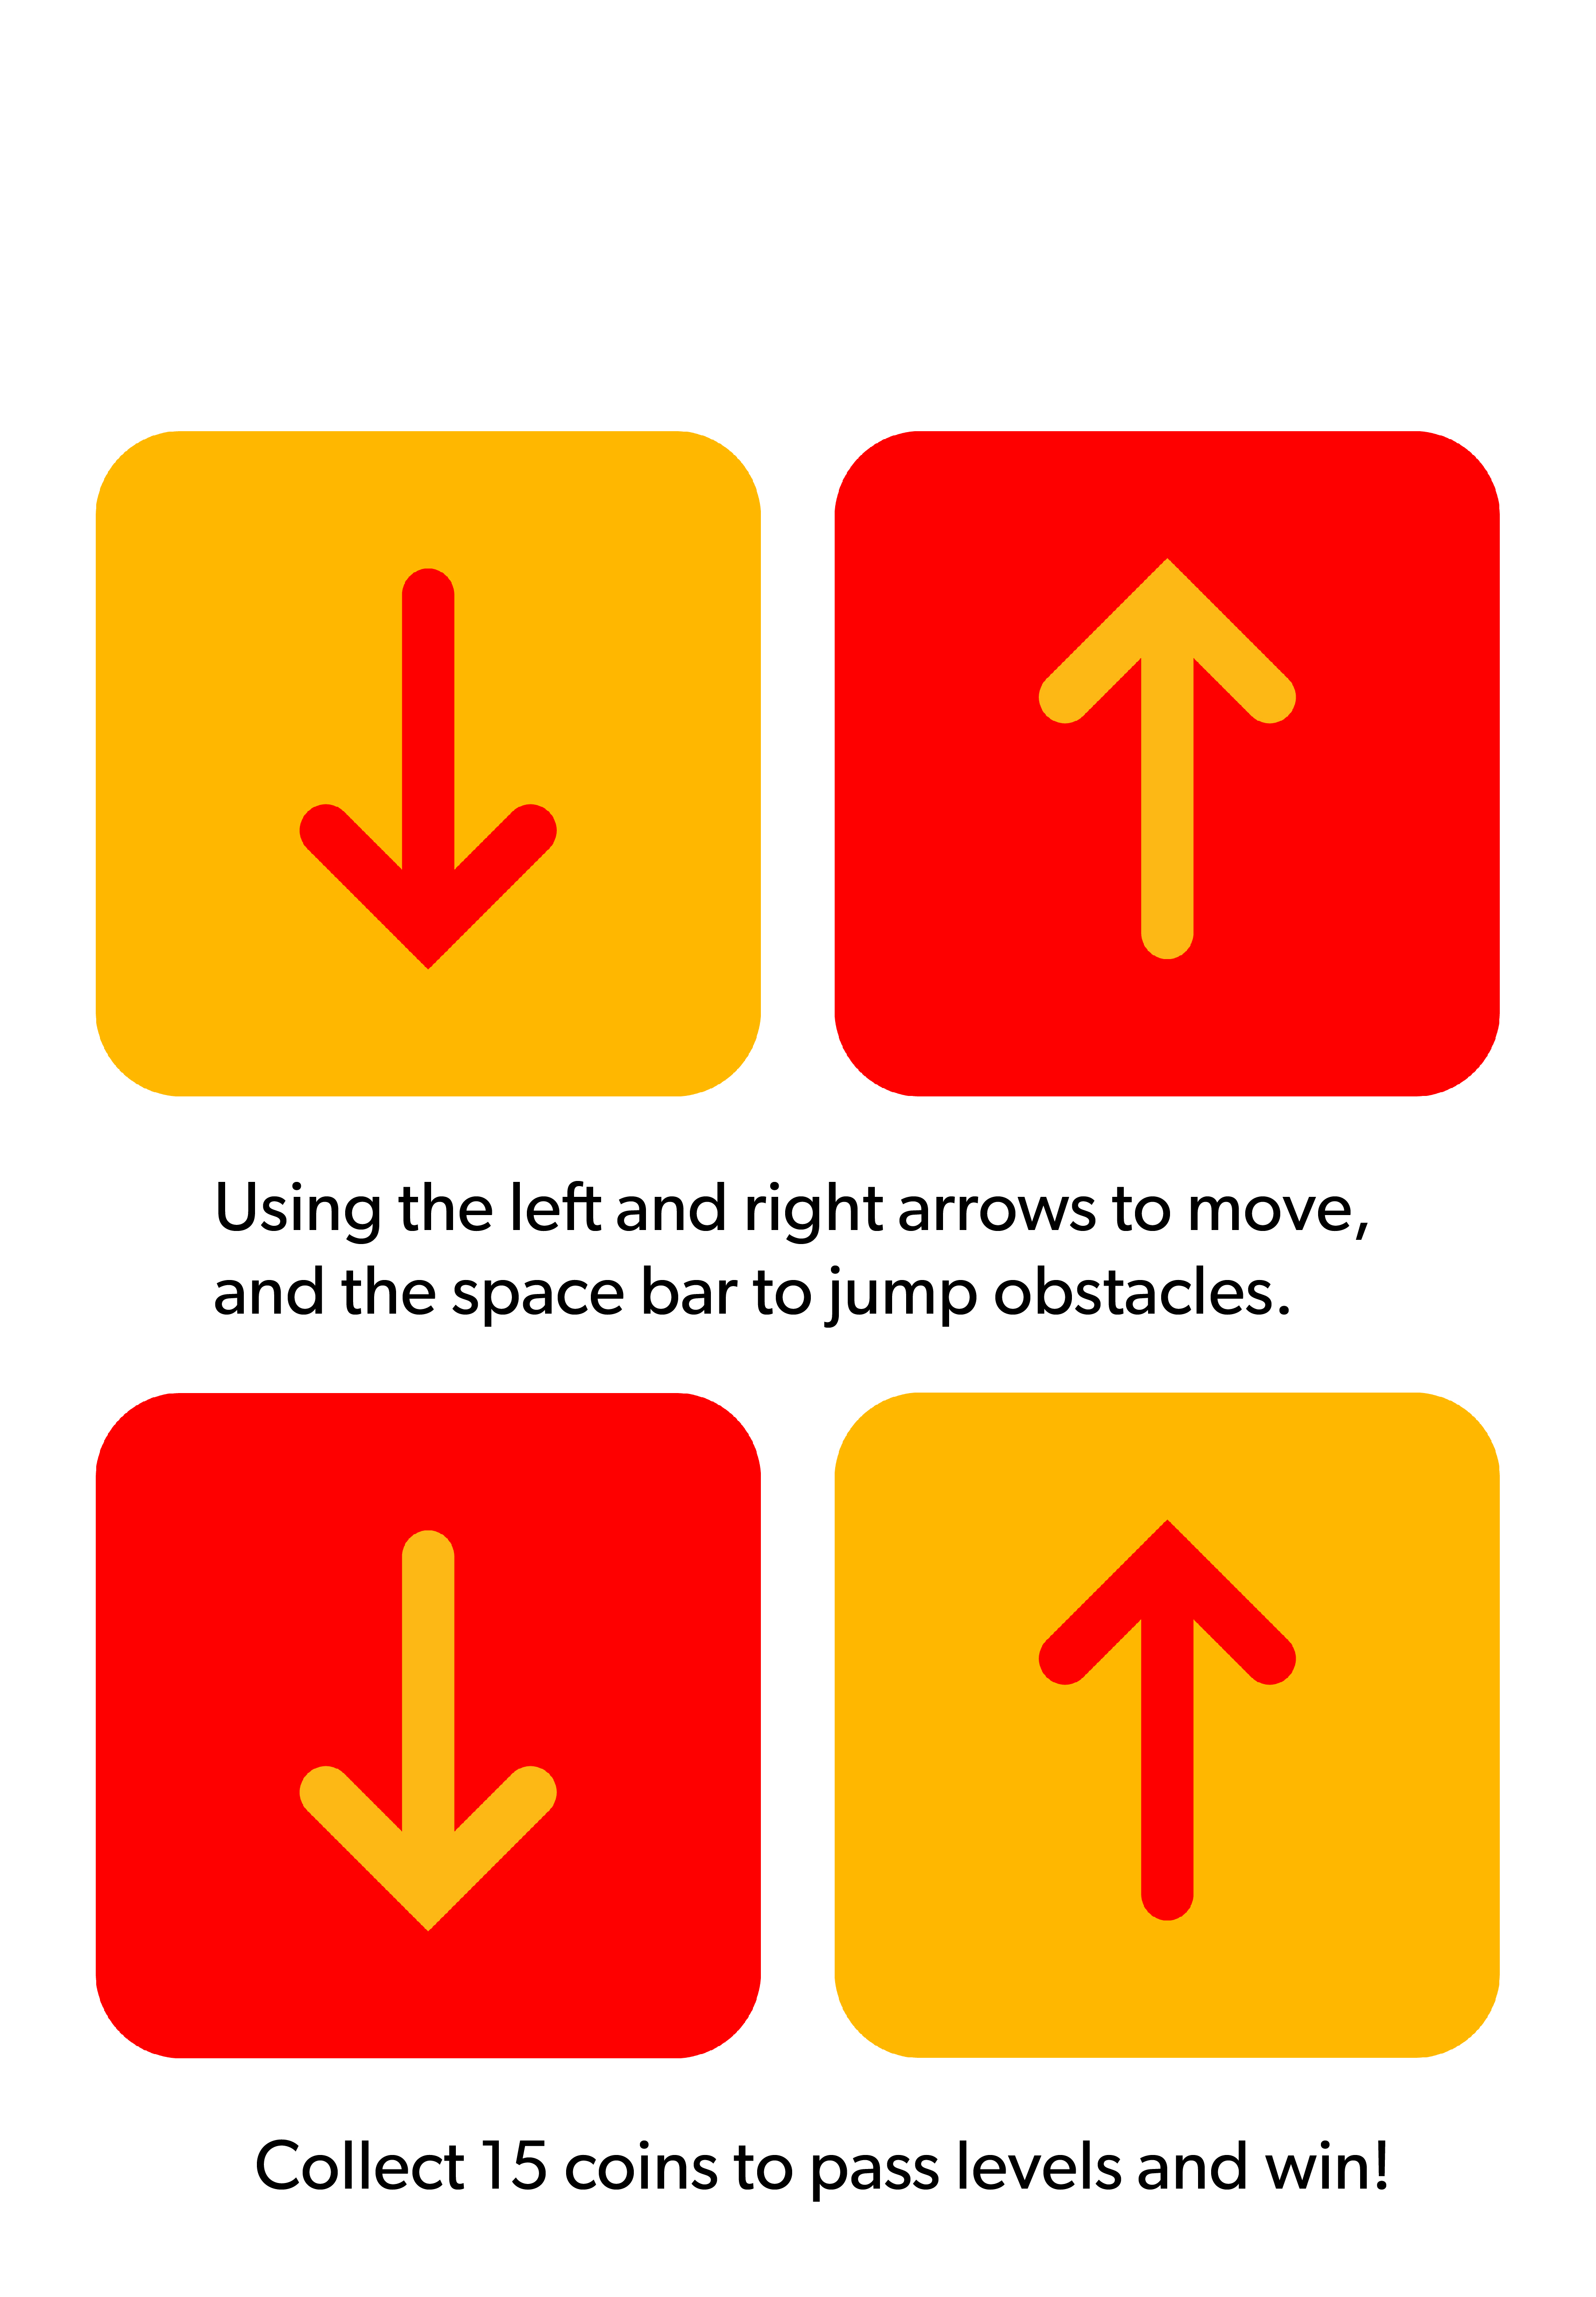 Using the left and right arrows to move,
and the space bar to jump obstacles.
Collect 15 coins to pass levels and win!